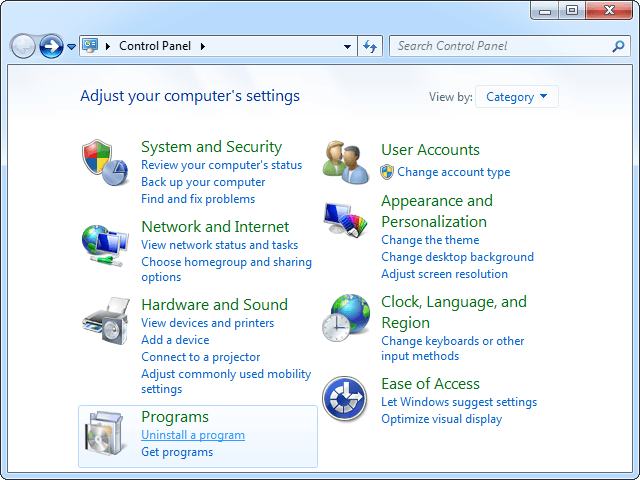 Control Panel
Search Control Panel
Adjust your computer's settings
View by: Category
System and Security
Review your computer's status
Back up your computer
Find and fix problems
Network and Internet
View network status and tasks
Choose homegroup and sharing
options
Hardware and Sound
View devices and printers
Add a device
Connect to a projector
Adjust commonly used mobility
settings
Programs
Uninstall a program
Get programs
User Accounts
Change account type
Appearance and
Personalization
Change the theme
Change desktop background
Adjust screen resolution
Clock, Language, and
Region
Change keyboards or other
input methods
Ease of Access
Let Windows suggest settings
Optimize visual display